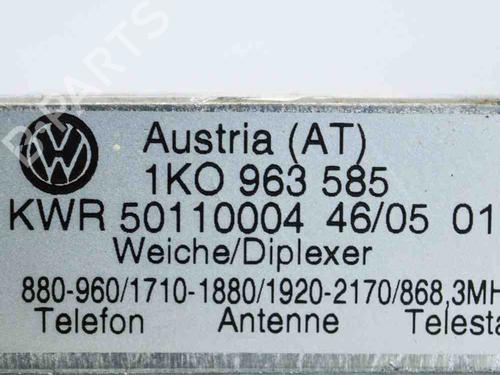 Austria (AT)
1KO 963 585
KWR 50110004 46/05 01
Weiche/Diplexer
880-960/1710-1880/1920-2170/868,3MH
Telefon Antenne Telesta
D PARTS